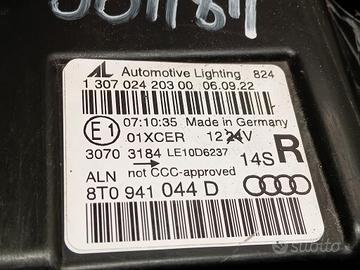 AL Automotive Lighting 824
1 307 024 203 00 06.09.22
07:10:35 Made in Germany
E1 01XCER 12 24V
3070 3184 LE10D6237
14S R
ALN not CCC-approved
8T0 941 044 D
subito